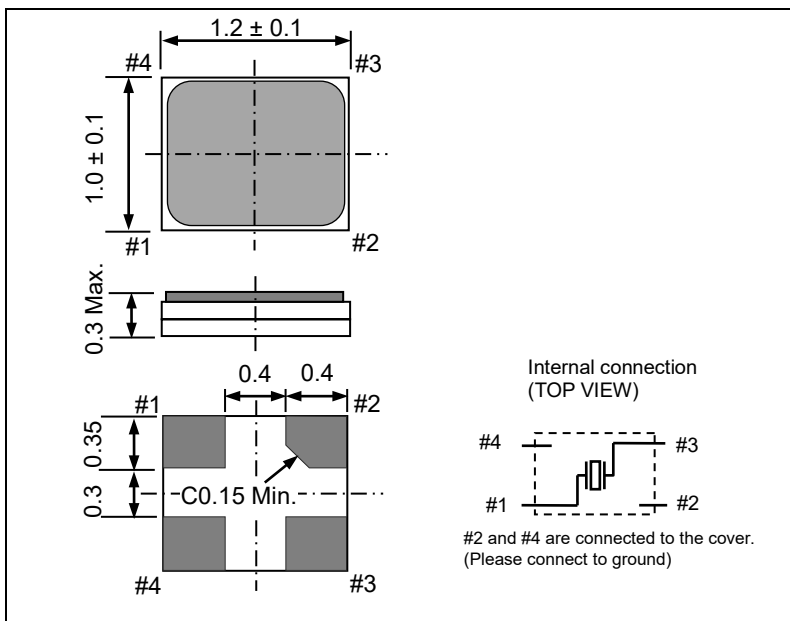 1.2 ± 0.1
#4
#3
1.0 ± 0.1
#1
#2
0.3 Max.
0.4
0.4
#1
#2
0.35
0.3
C0.15 Min.
#4
#3
Internal connection
(TOP VIEW)
#4
#3
#1
#2
#2 and #4 are connected to the cover.
(Please connect to ground)